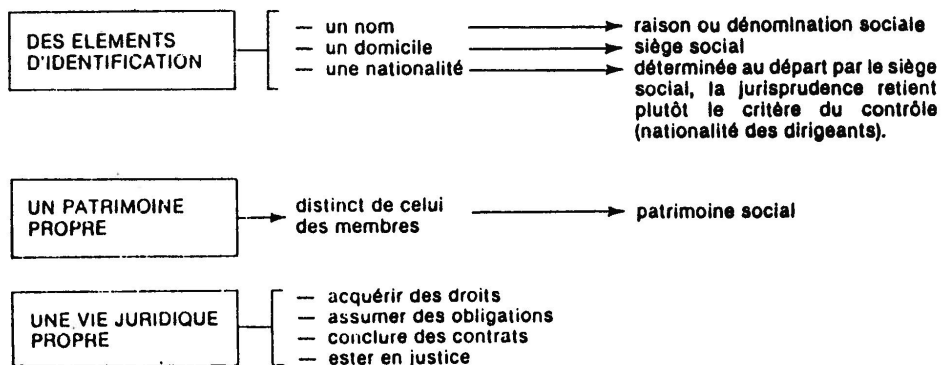 DES ELEMENTS
D'IDENTIFICATION
— un nom
— un domicile
— une nationalité
raison ou dénomination sociale
siège social
déterminée au départ par le siège
social, la jurisprudence retient
plutôt le critère du contrôle
(nationalité des dirigeants).
UN PATRIMOINE
PROPRE
distinct de celui
des membres
patrimoine social
UNE VIE JURIDIQUE
PROPRE
— acquérir des droits
— assumer des obligations
— conclure des contrats
— ester en justice